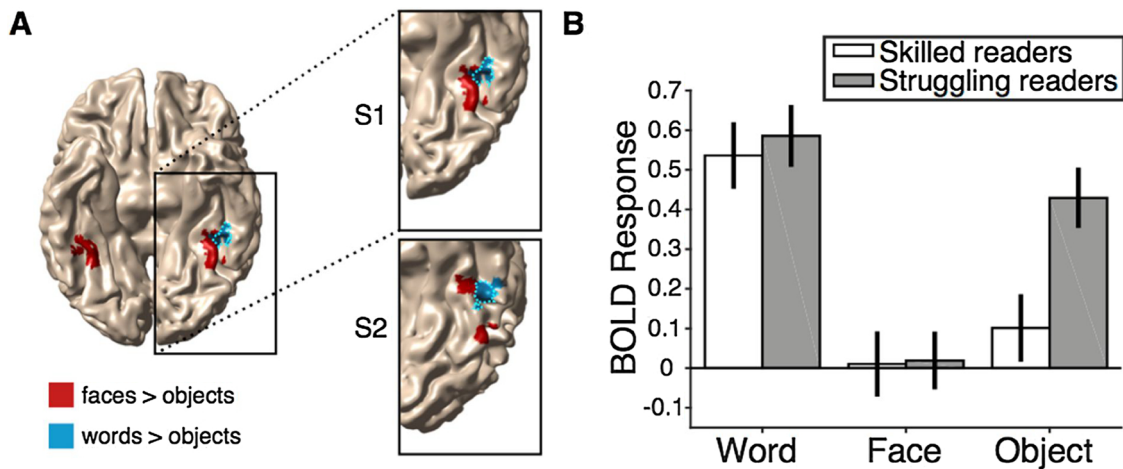 A
S1
S2
faces > objects
words > objects
B
Skilled readers
Struggling readers
BOLD Response
0.7
0.6
0.5
0.4
0.3
0.2
0.1
0
-0.1
Word Face Object